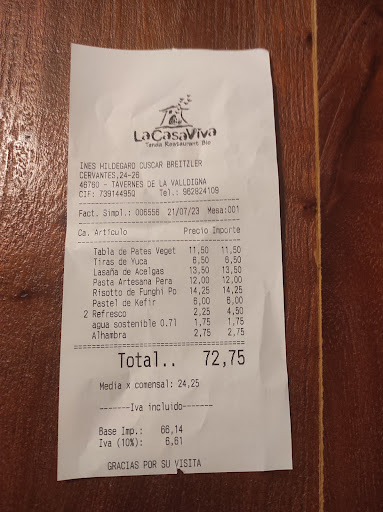 LaCasaViva
Tenda Restaurant Bio
INES HILDEGARD CUSCAR BREITZLER
CERVANTES,24-26
46760 - TAVERNES DE LA VALLDIGNA
CIF: 739144950 Tel.: 962824109
Fact. Simpl.: 006556 21/07/23 Mesa:001
Ca. Artículo Precio Importe
Tabla de Pates Veget 11,50 11,50
Tiras de Yuca 6,50 6,50
Lasaña de Acelgas 13,50 13,50
Pasta Artesana Pera 12,00 12,00
Risotto de Funghi Po 14,25 14,25
Pastel de Kefir 6,00 6,00
2 Refresco 2,25 4,50
agua sostenible 0.7l 1,75 1,75
Alhambra 2,75 2,75
Total.. 72,75
Media x comensal: 24,25
-------Iva incluido-------
Base Imp.: 66,14
Iva (10%): 6,61
GRACIAS POR SU VISITA